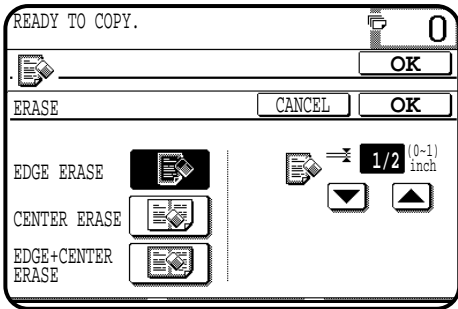 READY TO COPY.
0
OK
ERASE
CANCEL
OK
EDGE ERASE
1/2 (0~1) inch
CENTER ERASE
EDGE+CENTER
ERASE